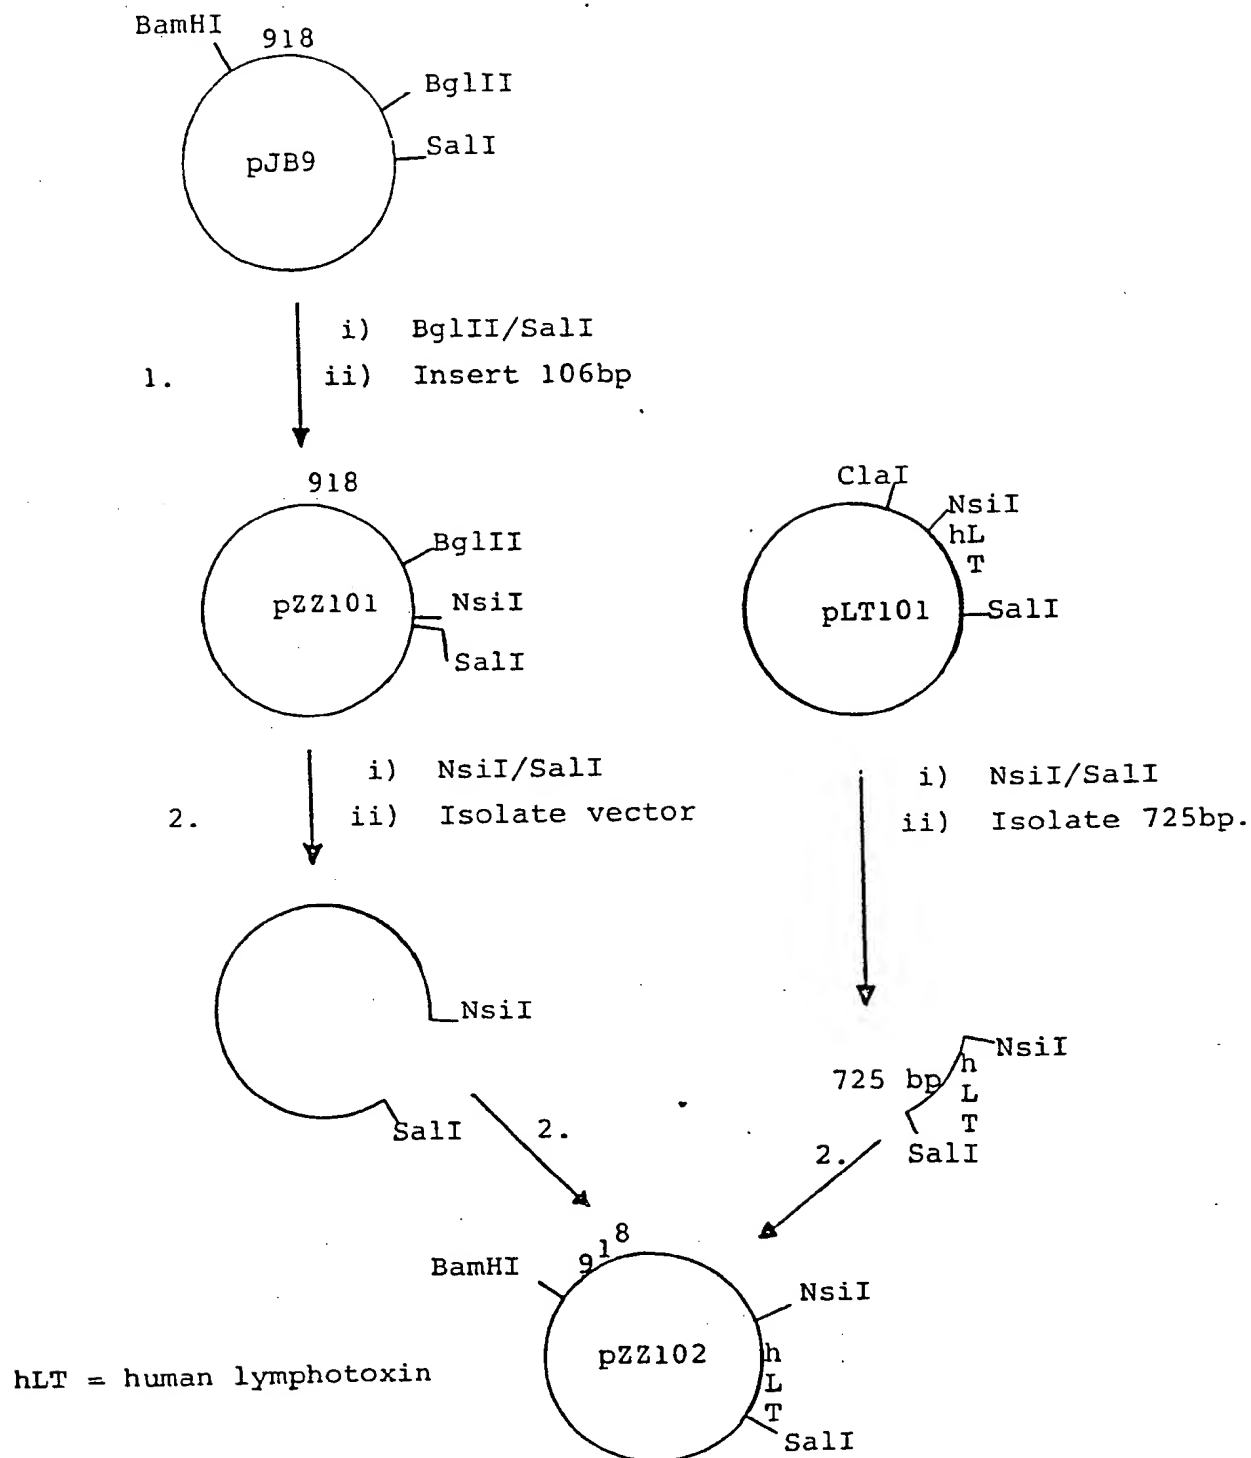 BamHI
918
BglII
SalI
pJB9
i) BglII/SalI
1.
ii) Insert 106bp
918
BglII
pZZ101
NsiI
SalI
ClaI
NsiI
hL
T
pLT101
SalI
i) NsiI/SalI
2.
ii) Isolate vector
i) NsiI/SalI
ii) Isolate 725bp.
NsiI
SalI
2.
NsiI
725 bp
h
L
T
SalI
2.
BamHI
918
NsiI
pZZ102
h
L
T
SalI
hLT = human lymphotoxin